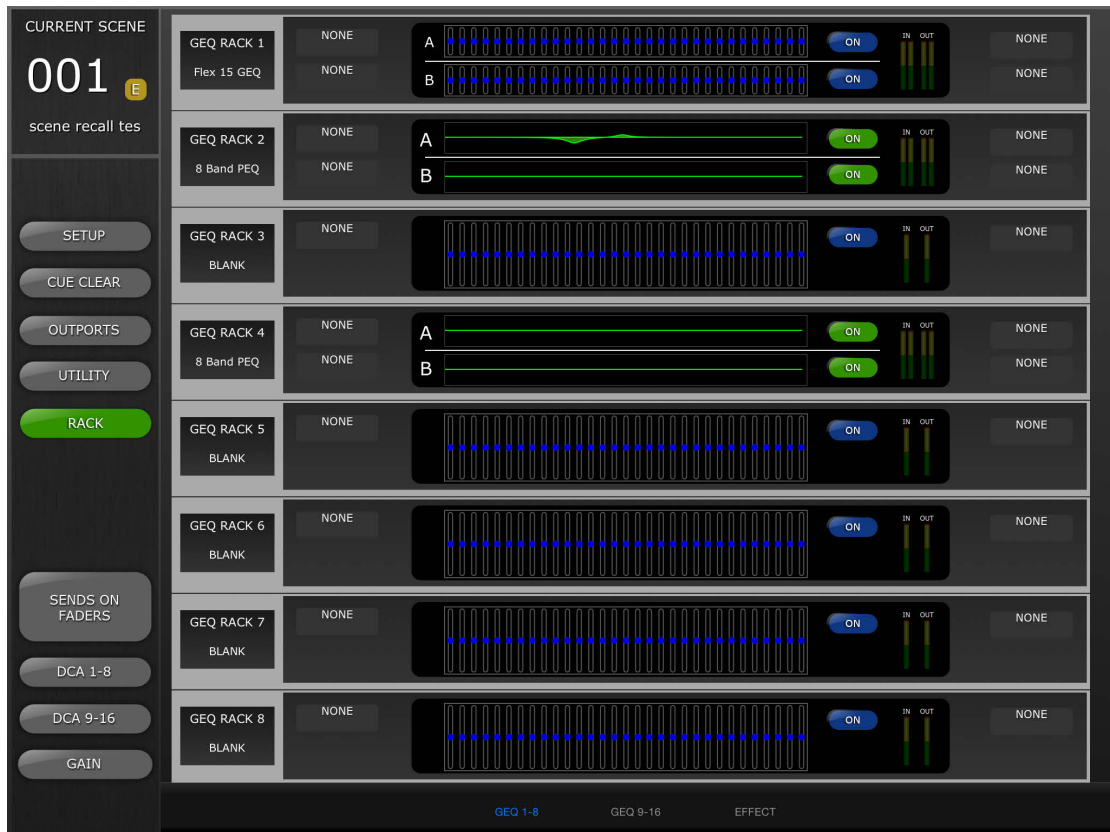 CURRENT SCENE
001 E
scene recall tes
SETUP
CUE CLEAR
OUTPORTS
UTILITY
RACK
SENDS ON
FADERS
DCA 1-8
DCA 9-16
GAIN
GEQ RACK 1
Flex 15 GEQ
NONE
NONE
A
B
ON
ON
IN OUT
NONE
NONE
GEQ RACK 2
8 Band PEQ
NONE
NONE
A
B
ON
ON
IN OUT
NONE
NONE
GEQ RACK 3
BLANK
NONE
ON
IN OUT
NONE
GEQ RACK 4
8 Band PEQ
NONE
NONE
A
B
ON
ON
IN OUT
NONE
NONE
GEQ RACK 5
BLANK
NONE
ON
IN OUT
NONE
GEQ RACK 6
BLANK
NONE
ON
IN OUT
NONE
GEQ RACK 7
BLANK
NONE
ON
IN OUT
NONE
GEQ RACK 8
BLANK
NONE
ON
IN OUT
NONE
GEQ 1-8 GEQ 9-16 EFFECT